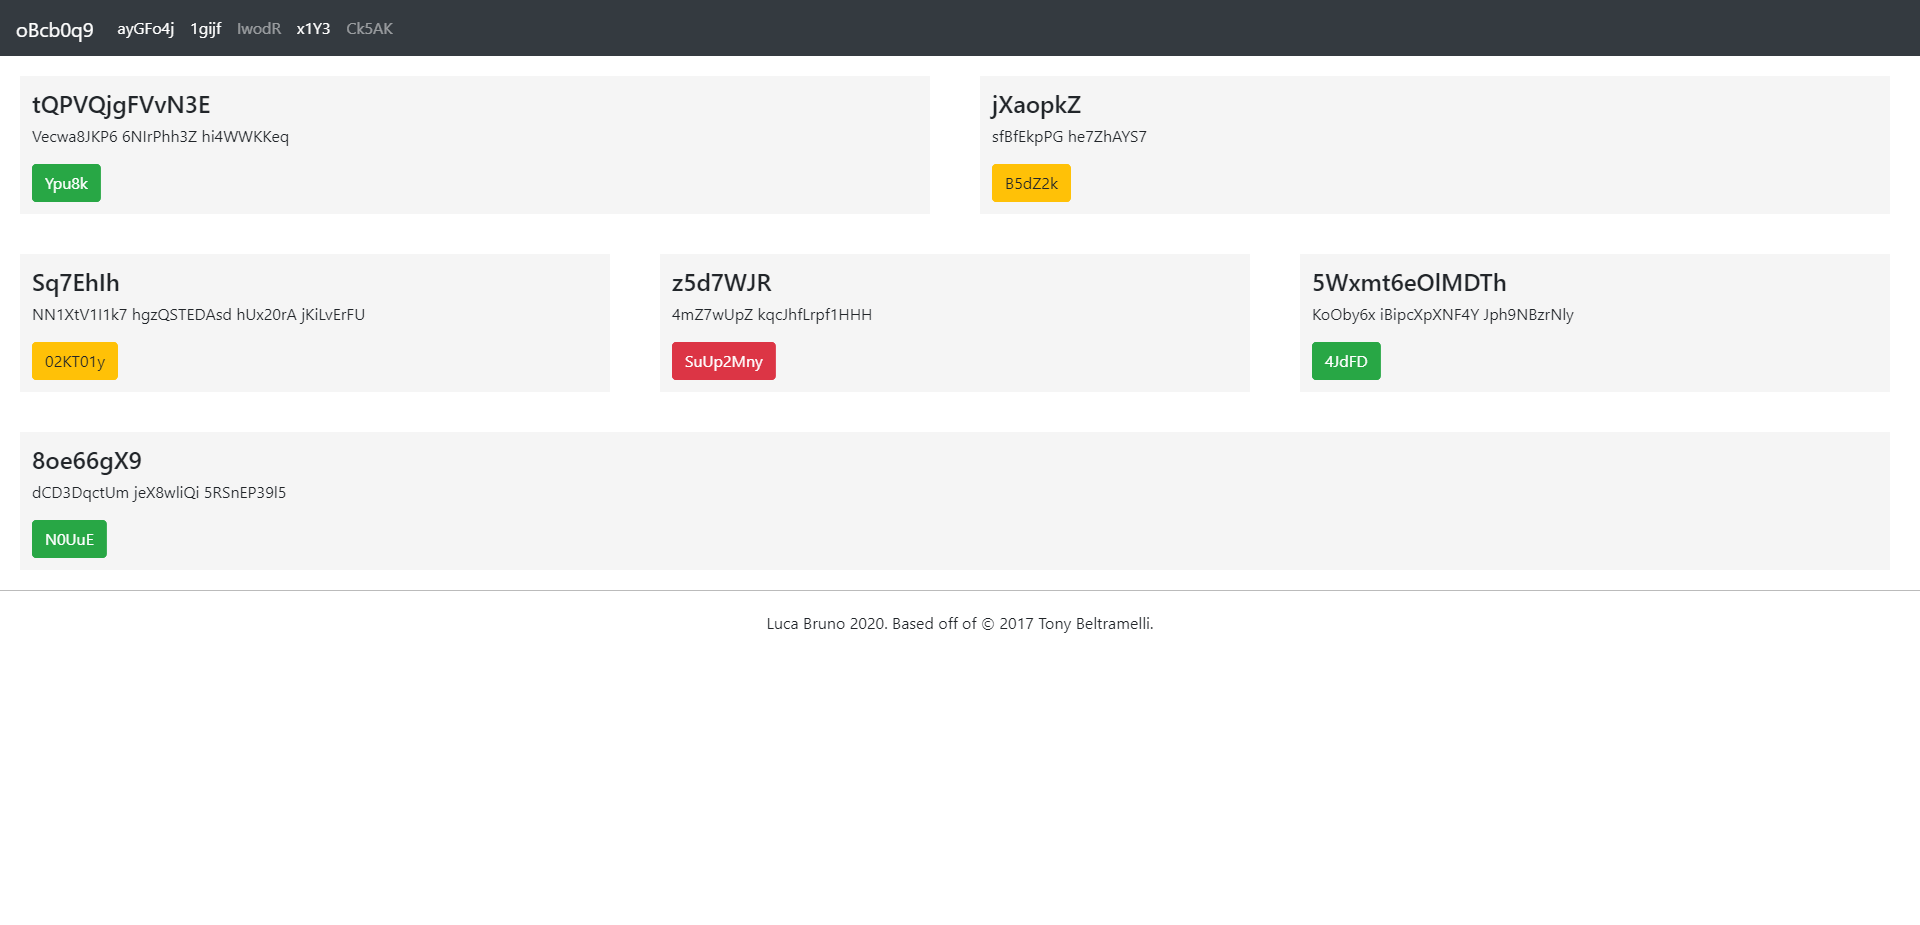 oBcb0q9 ayGFo4j 1gijf IwodR x1Y3 Ck5AK
tQPVQjgFVvN3E
Vecwa8JKP6 6NIrPhh3Z hi4WWKKeq
Ypu8k
jXaopkZ
sfBfEkpPG he7ZhAYS7
B5dZ2k
Sq7EhIh
NN1XtV1I1k7 hgzQSTEDAsd hUx20rA jKiLvErFU
02KT01y
z5d7WJR
4mZ7wUpZ kqcJhfLrpf1HHH
SuUp2Mny
5Wxmt6eOlMDTh
KoOby6x iBipcXpXNF4Y Jph9NBzrNly
4JdFD
8oe66gX9
dCD3DqctUm jeX8wliQi 5RSnEP39l5
N0UuE
Luca Bruno 2020. Based off of © 2017 Tony Beltramelli.